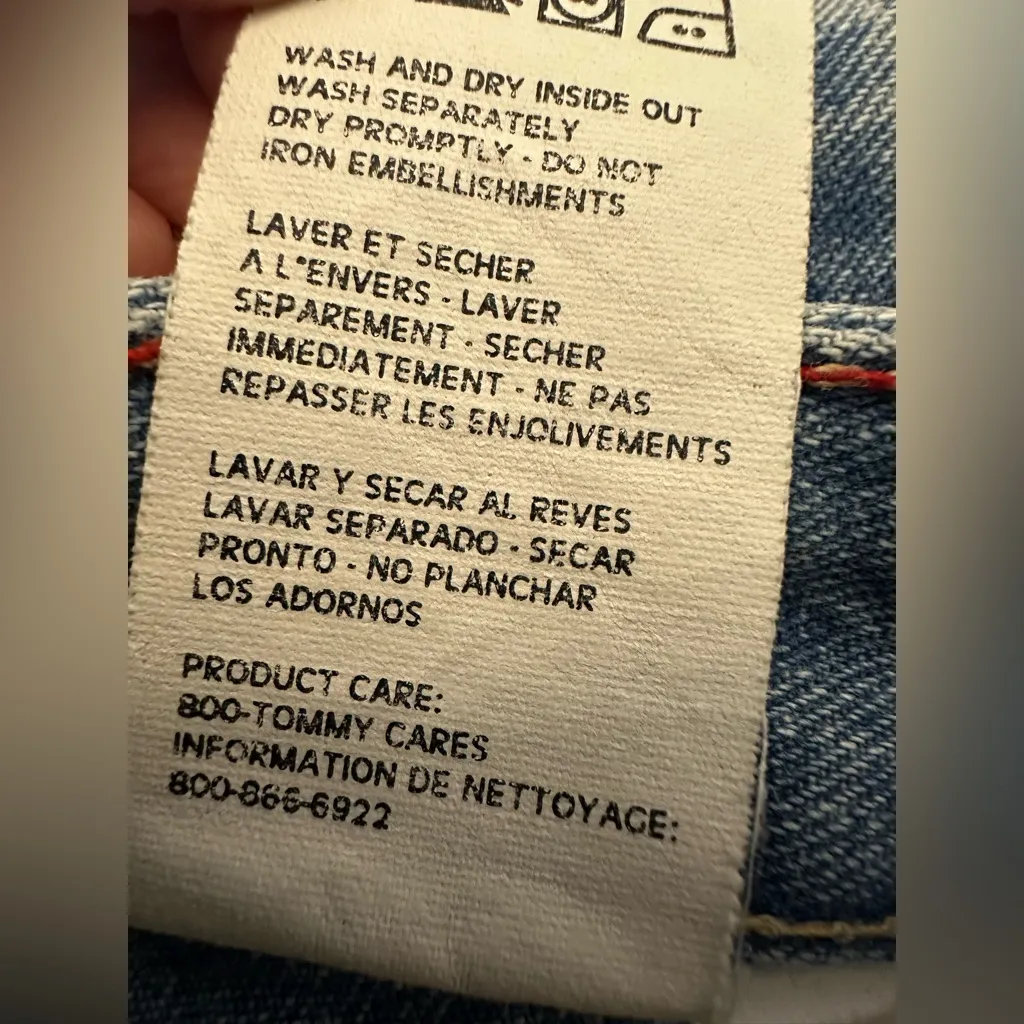 WASH AND DRY INSIDE OUT
WASH SEPARATELY
DRY PROMPTLY - DO NOT
IRON EMBELLISHMENTS
LAVER ET SECHER
A L'ENVERS - LAVER
SEPAREMENT - SECHER
IMMEDIATEMENT - NE PAS
REPASSER LES ENJOLIVEMENTS
LAVAR Y SECAR AL REVES
LAVAR SEPARADO - SECAR
PRONTO - NO PLANCHAR
LOS ADORNOS
PRODUCT CARE:
800-TOMMY CARES
INFORMATION DE NETTOYAGE:
800-866-6922